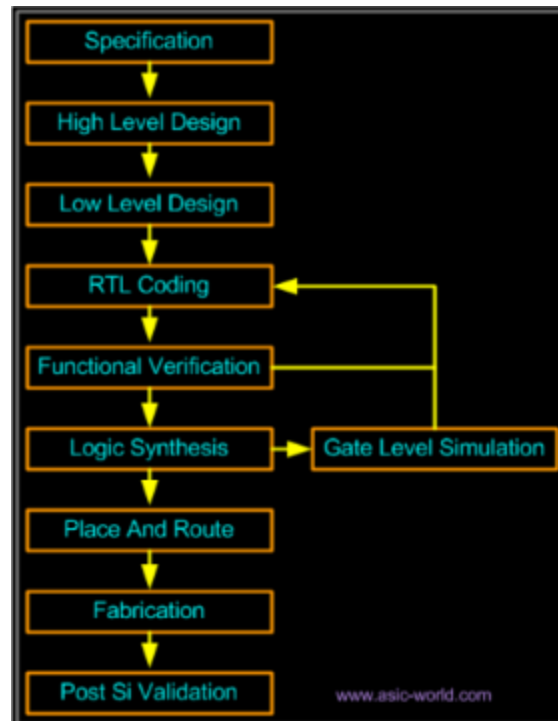 Specification
High Level Design
Low Level Design
RTL Coding
Functional Verification
Logic Synthesis
Gate Level Simulation
Place And Route
Fabrication
Post Si Validation
www.asic-world.com